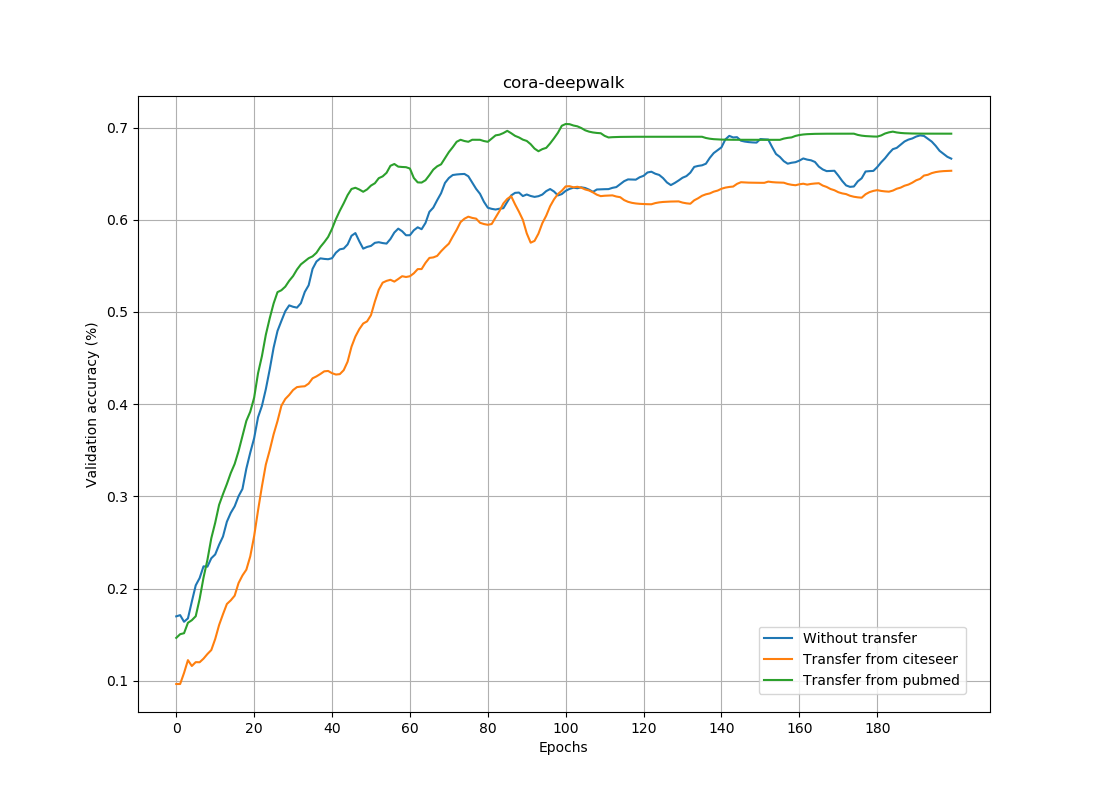 cora-deepwalk
Validation accuracy (%)
0.7
0.6
0.5
0.4
0.3
0.2
0.1
0 20 40 60 80 100 120 140 160 180
Epochs
Without transfer
Transfer from citeseer
Transfer from pubmed